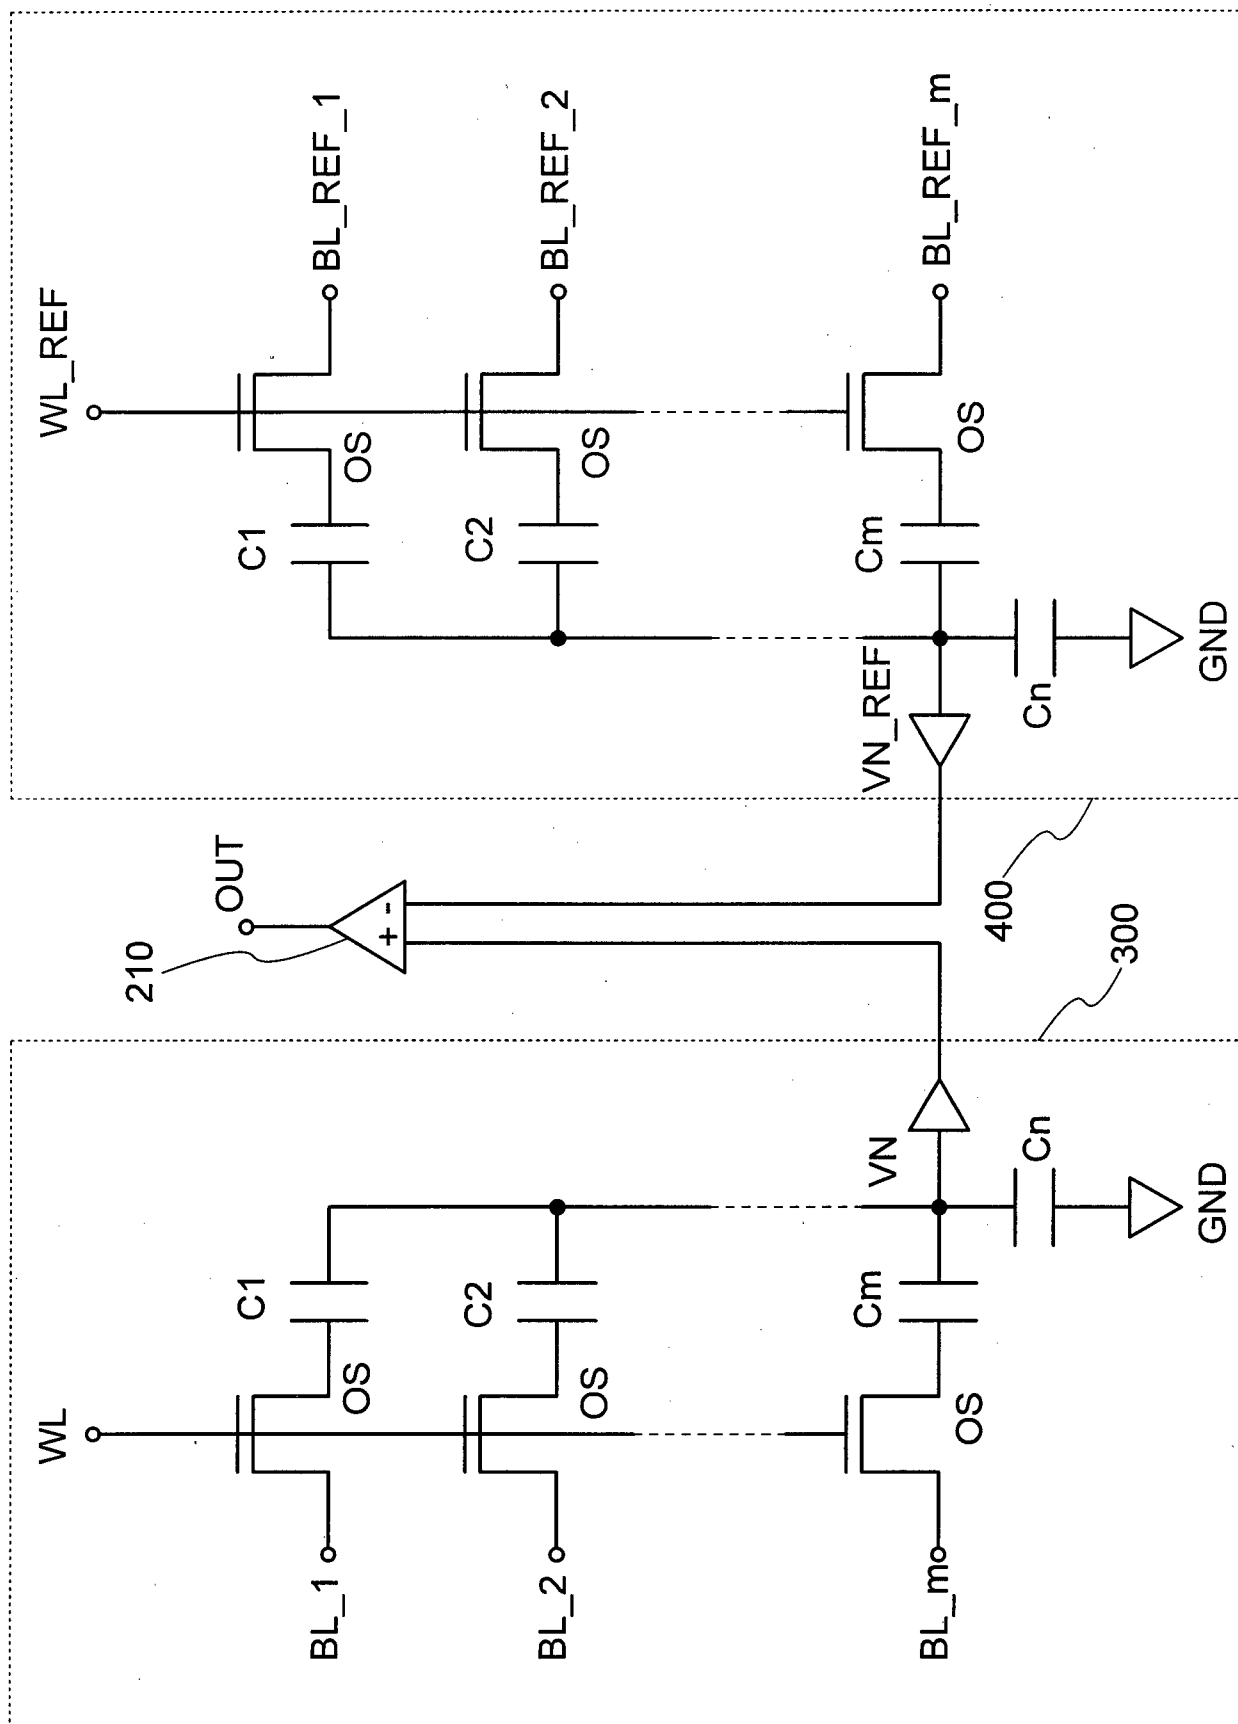 WL
BL_1
OS
C1
BL_2
OS
C2
BL_m
OS
Cm
VN
Cn
GND
300
210
OUT
+
-
400
WL_REF
BL_REF_1
OS
C1
BL_REF_2
OS
C2
BL_REF_m
OS
Cm
VN_REF
Cn
GND